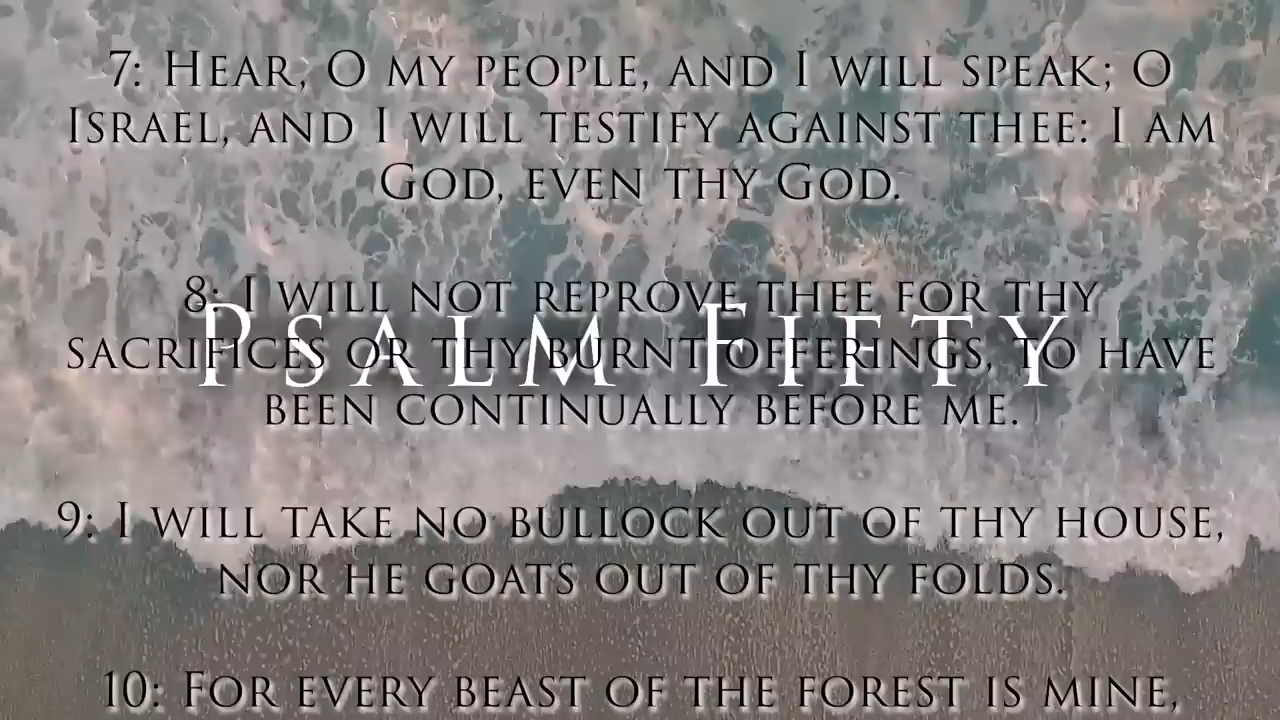 7: Hear, O my people, and I will speak; O
Israel, and I will testify against thee: I am
God, even thy God.
8: I will not reprove thee for thy
Psalm Fifty
sacrifices or thy burnt offerings, to have
been continually before me.
9: I will take no bullock out of thy house,
nor he goats out of thy folds.
10: For every beast of the forest is mine,